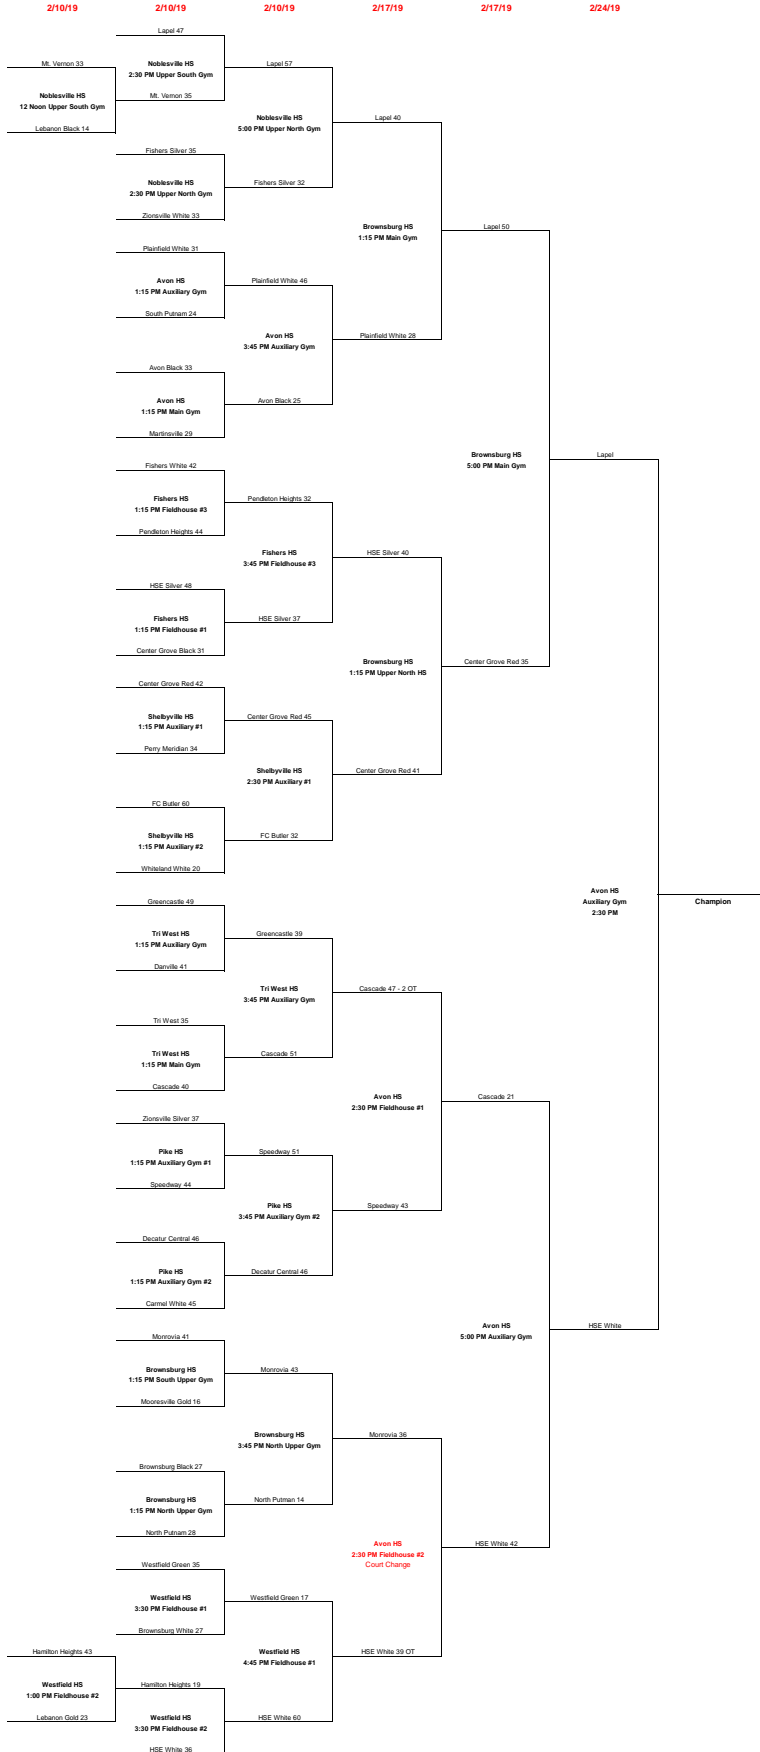 2/10/19 2/10/19 2/10/19 2/17/19 2/17/19 2/24/19
Lapel 47
Mt. Vernon 33
Noblesville HS
2:30 PM Upper South Gym
Lapel 57
Noblesville HS
12 Noon Upper South Gym
Mt. Vernon 35
Lebanon Black 14
Noblesville HS
5:00 PM Upper North Gym
Lapel 40
Fishers Silver 35
Noblesville HS
2:30 PM Upper North Gym
Fishers Silver 32
Zionsville White 33
Brownsburg HS
1:15 PM Main Gym
Lapel 50
Plainfield White 31
Avon HS
1:15 PM Auxiliary Gym
Plainfield White 46
South Putnam 24
Avon HS
3:45 PM Auxiliary Gym
Plainfield White 28
Avon Black 33
Avon HS
1:15 PM Main Gym
Avon Black 25
Martinsville 29
Brownsburg HS
5:00 PM Main Gym
Lapel
Fishers White 42
Fishers HS
1:15 PM Fieldhouse #3
Pendleton Heights 32
Pendleton Heights 44
Fishers HS
3:45 PM Fieldhouse #3
HSE Silver 40
HSE Silver 48
Fishers HS
1:15 PM Fieldhouse #1
HSE Silver 37
Center Grove Black 31
Brownsburg HS
1:15 PM Upper North HS
Center Grove Red 35
Center Grove Red 42
Shelbyville HS
1:15 PM Auxiliary #1
Center Grove Red 45
Perry Meridian 34
Shelbyville HS
2:30 PM Auxiliary #1
Center Grove Red 41
FC Butler 60
Shelbyville HS
1:15 PM Auxiliary #2
FC Butler 32
Whiteland White 20
Avon HS
Auxiliary Gym
2:30 PM
Champion
Greencastle 49
Tri West HS
1:15 PM Auxiliary Gym
Greencastle 39
Danville 41
Tri West HS
3:45 PM Auxiliary Gym
Cascade 47 - 2 OT
Tri West 35
Tri West HS
1:15 PM Main Gym
Cascade 51
Cascade 40
Avon HS
2:30 PM Fieldhouse #1
Cascade 21
Zionsville Silver 37
Pike HS
1:15 PM Auxiliary Gym #1
Speedway 51
Speedway 44
Pike HS
3:45 PM Auxiliary Gym #2
Speedway 43
Decatur Central 46
Pike HS
1:15 PM Auxiliary Gym #2
Decatur Central 46
Carmel White 45
Avon HS
5:00 PM Auxiliary Gym
HSE White
Monrovia 41
Brownsburg HS
1:15 PM South Upper Gym
Monrovia 43
Mooresville Gold 16
Brownsburg HS
3:45 PM North Upper Gym
Monrovia 36
Brownsburg Black 27
Brownsburg HS
1:15 PM North Upper Gym
North Putman 14
North Putnam 28
Avon HS
2:30 PM Fieldhouse #2
Court Change
HSE White 42
Westfield Green 35
Westfield HS
3:30 PM Fieldhouse #1
Westfield Green 17
Brownsburg White 27
Westfield HS
4:45 PM Fieldhouse #1
HSE White 39 OT
Hamilton Heights 43
Westfield HS
1:00 PM Fieldhouse #2
Hamilton Heights 19
Lebanon Gold 23
Westfield HS
3:30 PM Fieldhouse #2
HSE White 60
HSE White 36